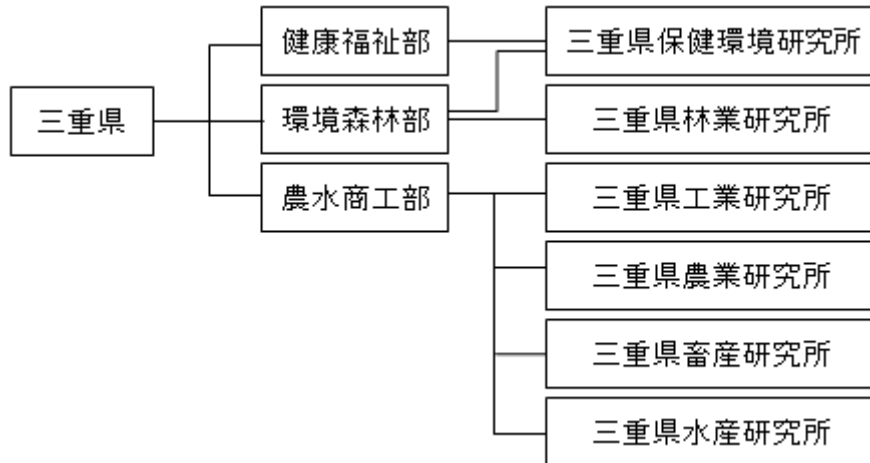 三重県
健康福祉部
環境森林部
農水商工部
三重県保健環境研究所
三重県林業研究所
三重県工業研究所
三重県農業研究所
三重県畜産研究所
三重県水産研究所